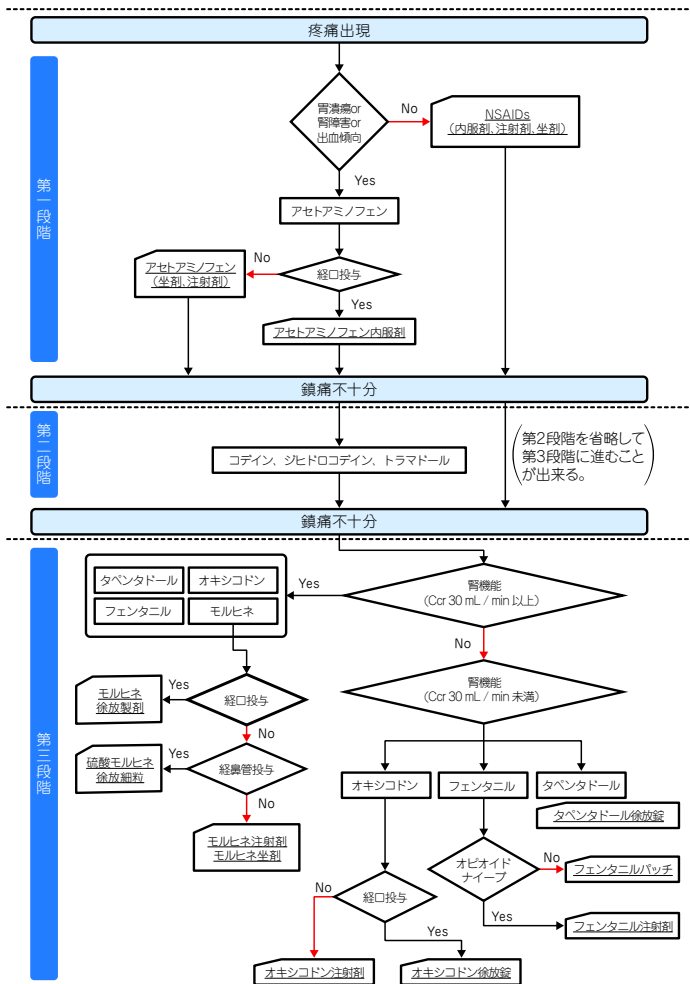 疼痛出現
第一段階
胃潰瘍or
腎障害or
出血傾向
No
NSAIDs
（内服剤、注射剤、坐剤）
Yes
アセトアミノフェン
経口投与
No
アセトアミノフェン
（坐剤、注射剤）
Yes
アセトアミノフェン内服剤
鎮痛不十分
第二段階
コデイン、ジヒドロコデイン、トラマドール
（第2段階を省略して
第3段階に進むこと
が出来る。）
鎮痛不十分
第三段階
腎機能
（Ccr 30 mL / min 以上）
Yes
タペンタドール
オキシコドン
フェンタニル
モルヒネ
No
腎機能
（Ccr 30 mL / min 未満）
経口投与
Yes
モルヒネ
徐放製剤
No
経鼻管投与
Yes
硫酸モルヒネ
徐放細粒
No
モルヒネ注射剤
モルヒネ坐剤
オキシコドン
フェンタニル
タペンタドール
タペンタドール徐放錠
オピオイド
ナイーブ
No
フェンタニルパッチ
Yes
フェンタニル注射剤
経口投与
No
オキシコドン注射剤
Yes
オキシコドン徐放錠